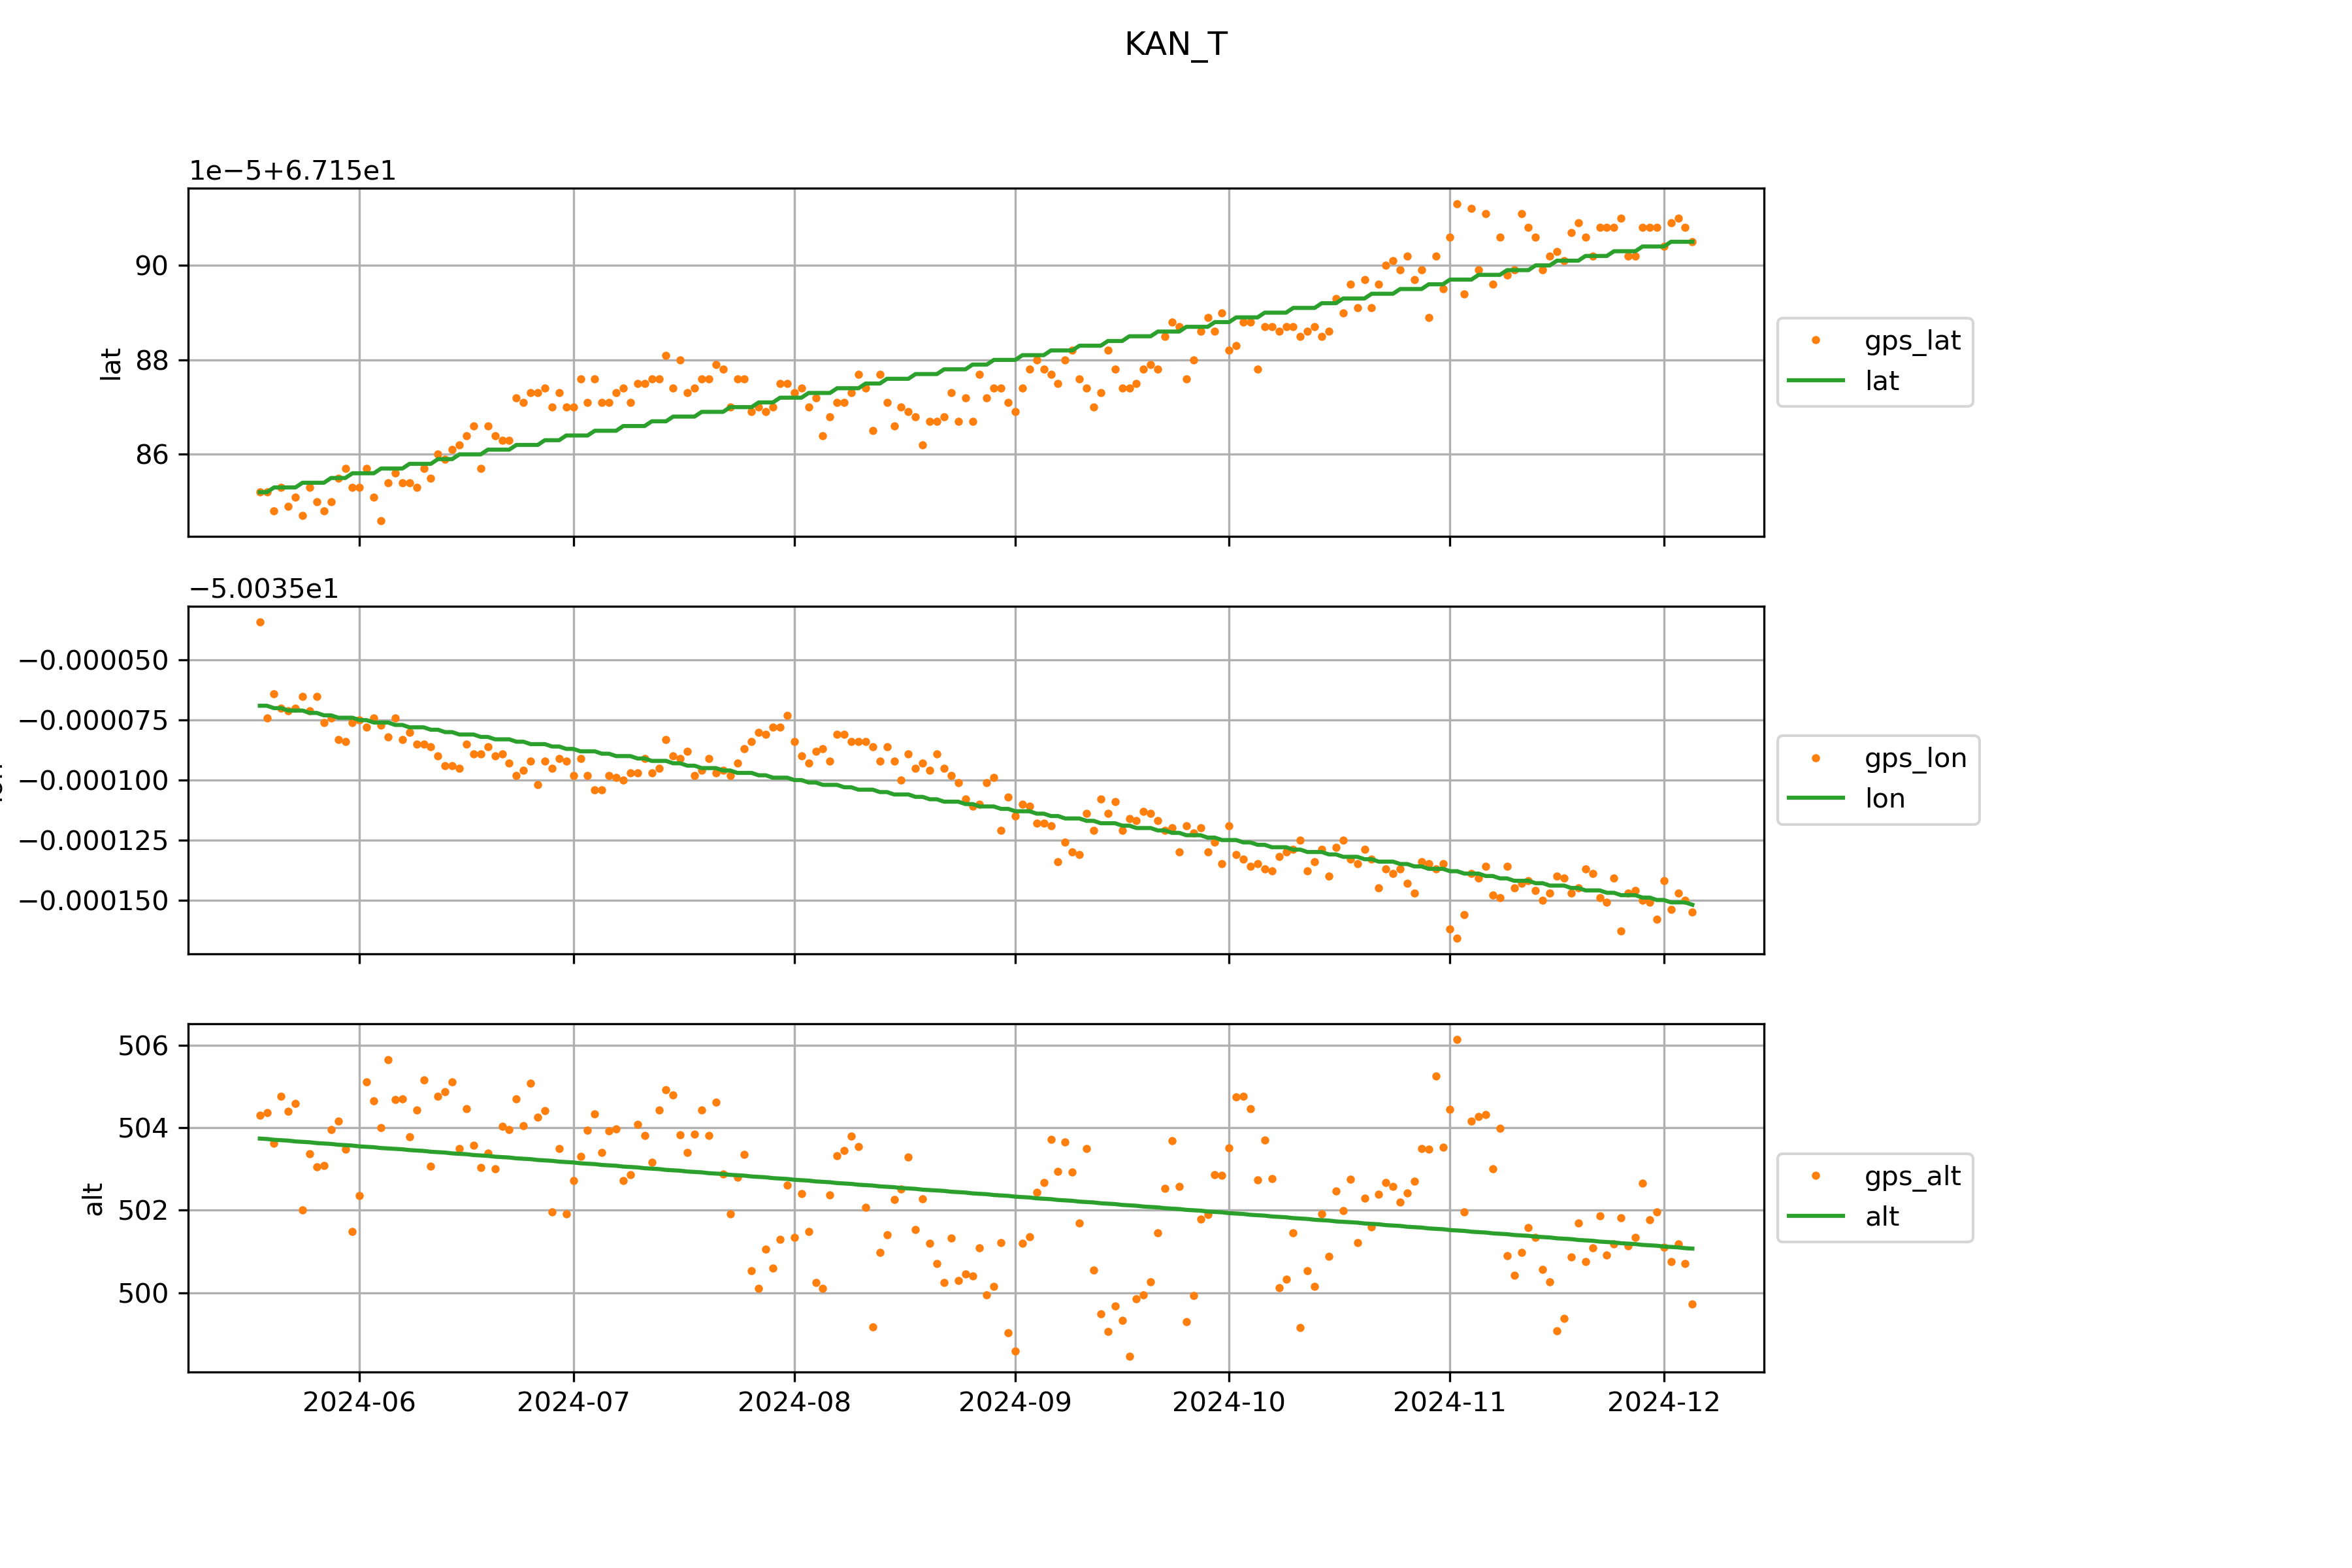 KAN_T
1e−5+6.715e1
90
88
86
lat
gps_lat
lat
−5.0035e1
−0.000050
−0.000075
−0.000100
−0.000125
−0.000150
gps_lon
lon
506
504
502
500
alt
gps_alt
alt
2024-06
2024-07
2024-08
2024-09
2024-10
2024-11
2024-12